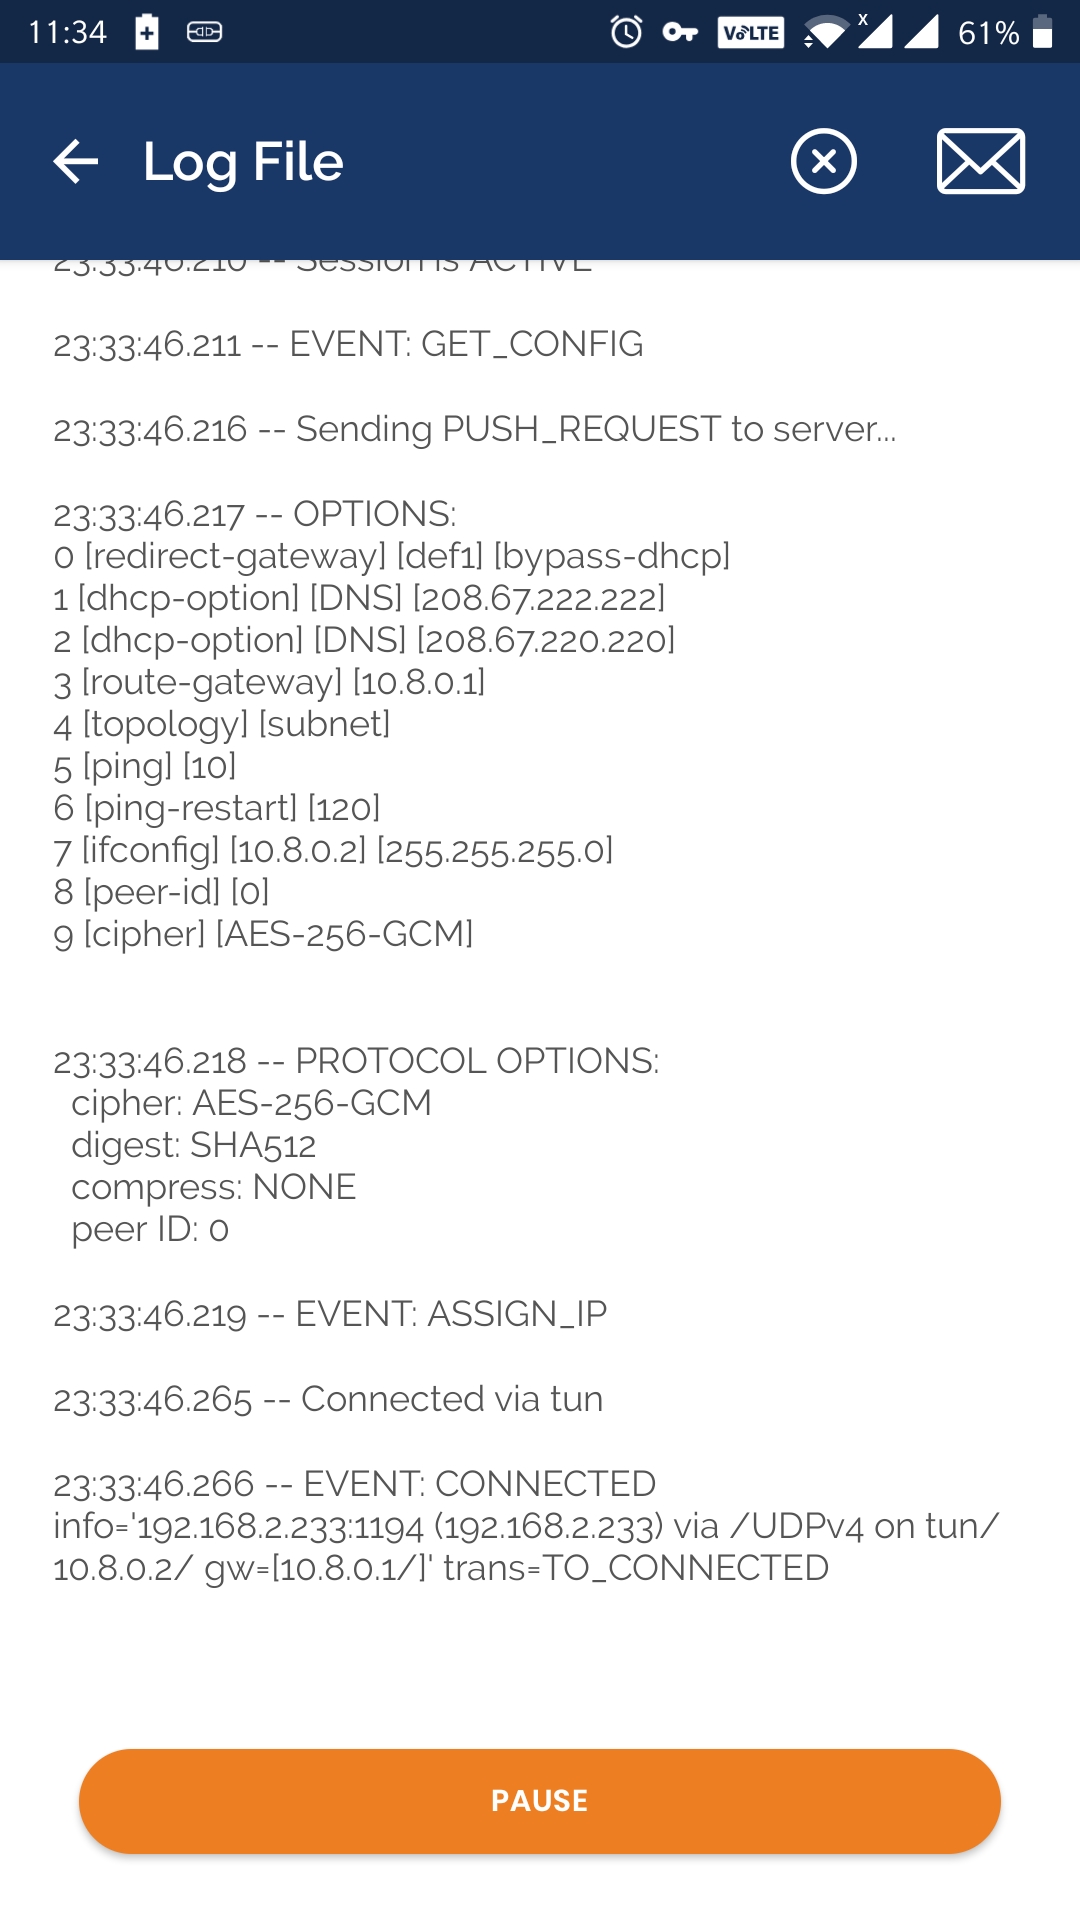 11:34
VoLTE
x
61%
Log File
23:33:46.210 -- Session is ACTIVE
23:33:46.211 -- EVENT: GET_CONFIG
23:33:46.216 -- Sending PUSH_REQUEST to server...
23:33:46.217 -- OPTIONS:
0 [redirect-gateway] [def1] [bypass-dhcp]
1 [dhcp-option] [DNS] [208.67.222.222]
2 [dhcp-option] [DNS] [208.67.220.220]
3 [route-gateway] [10.8.0.1]
4 [topology] [subnet]
5 [ping] [10]
6 [ping-restart] [120]
7 [ifconfig] [10.8.0.2] [255.255.255.0]
8 [peer-id] [0]
9 [cipher] [AES-256-GCM]
23:33:46.218 -- PROTOCOL OPTIONS:
cipher: AES-256-GCM
digest: SHA512
compress: NONE
peer ID: 0
23:33:46.219 -- EVENT: ASSIGN_IP
23:33:46.265 -- Connected via tun
23:33:46.266 -- EVENT: CONNECTED
info='192.168.2.233:1194 (192.168.2.233) via /UDPv4 on tun/
10.8.0.2/ gw=[10.8.0.1/]' trans=TO_CONNECTED
PAUSE